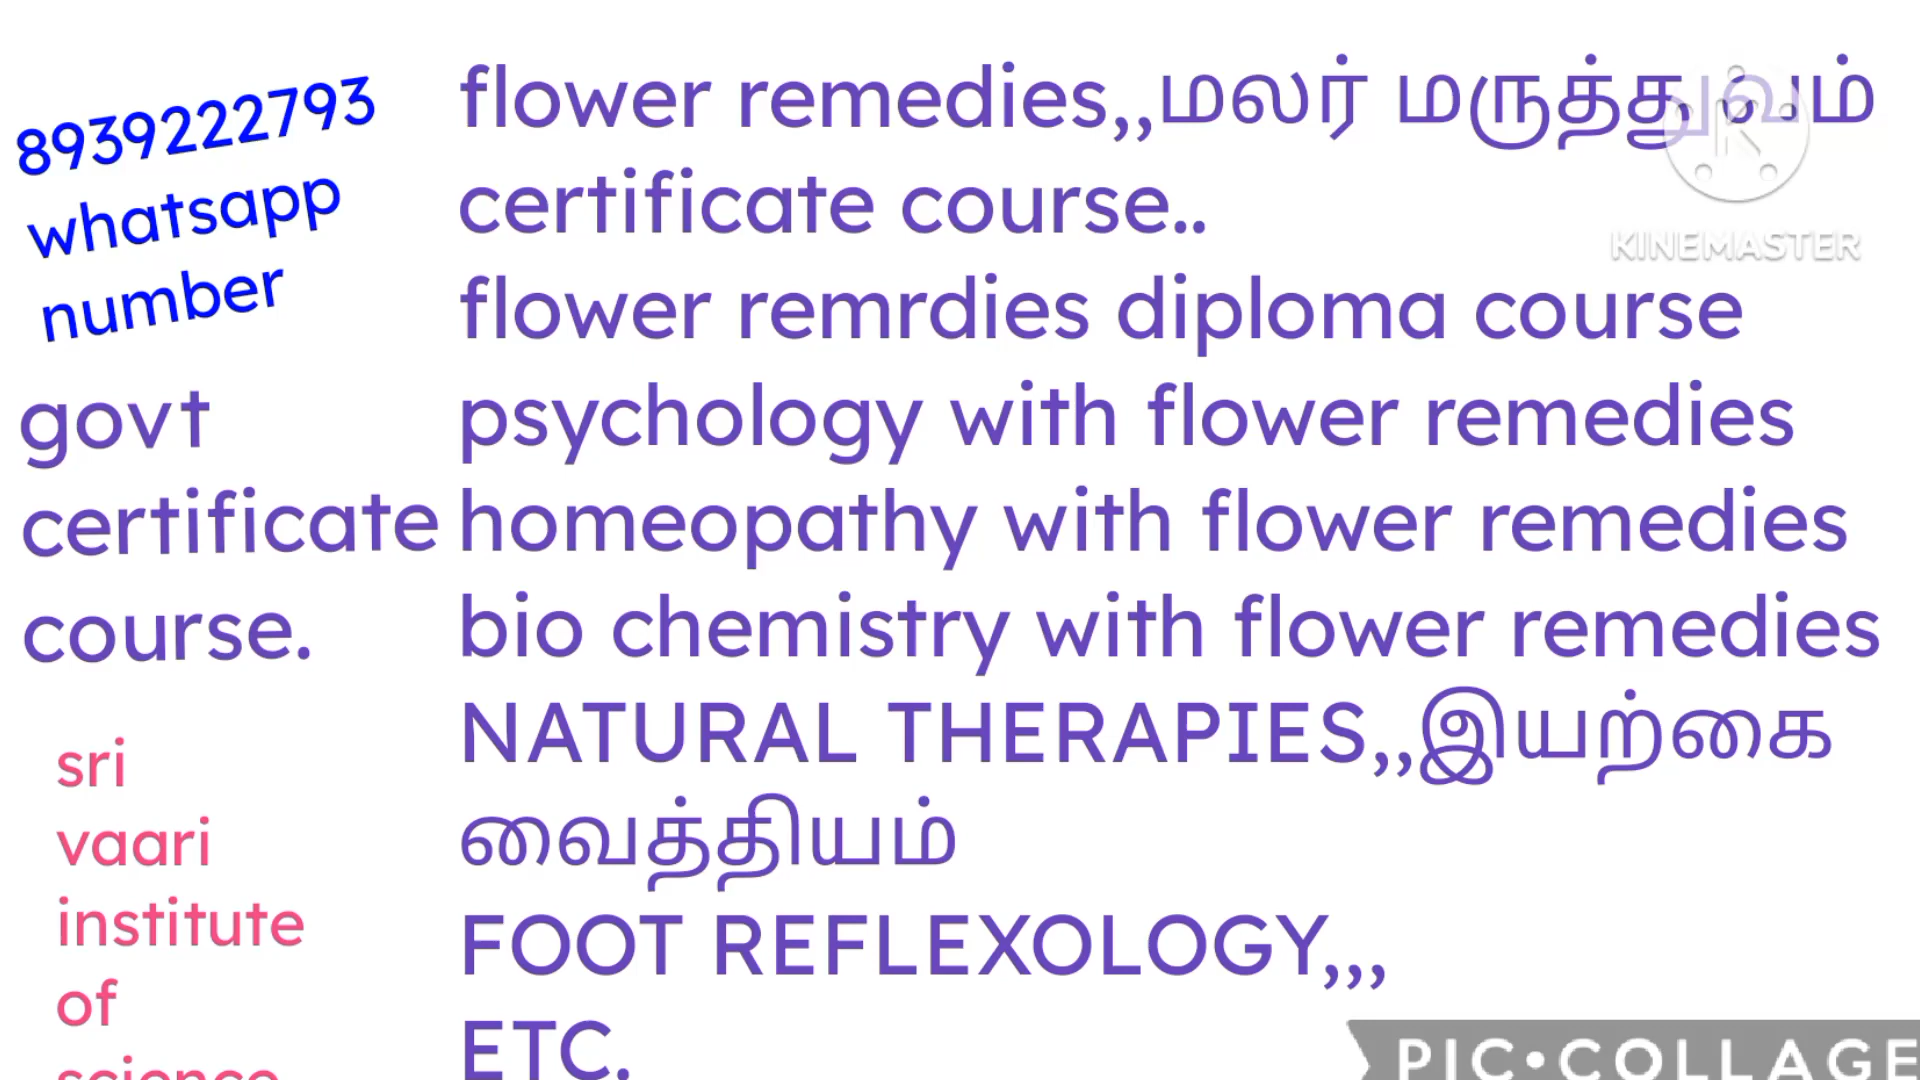 8939222793
whatsapp
number
govt
certificate
course.
sri
vaari
institute
of
science
flower remedies,,மலர் மருத்துவம்
certificate course..
flower remrdies diploma course
psychology with flower remedies
homeopathy with flower remedies
bio chemistry with flower remedies
NATURAL THERAPIES,,இயற்கை
வைத்தியம்
FOOT REFLEXOLOGY,,,
ETC.
KINEMASTER
PIC•COLLAGE